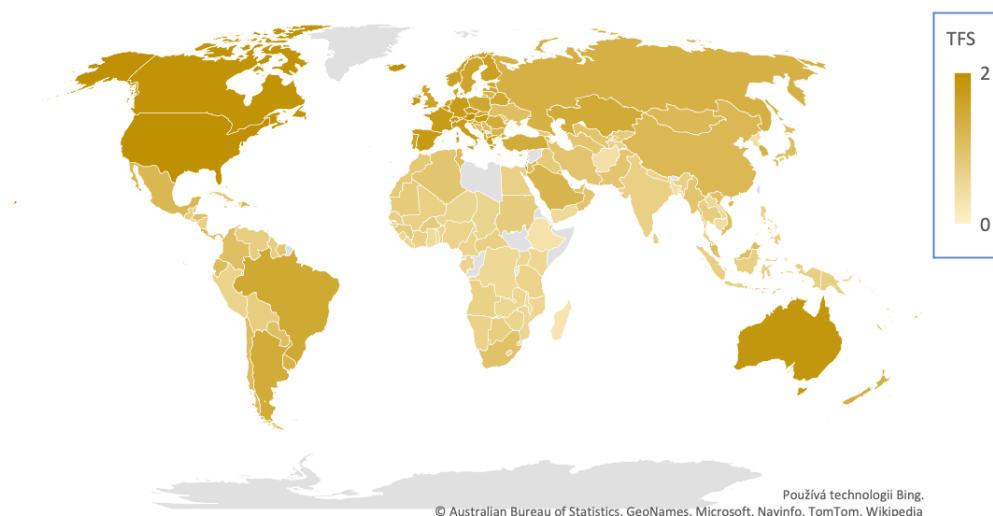 TFS
2
0
Používá technologii Bing.
© Australian Bureau of Statistics, GeoNames, Microsoft, Navinfo, TomTom, Wikipedia